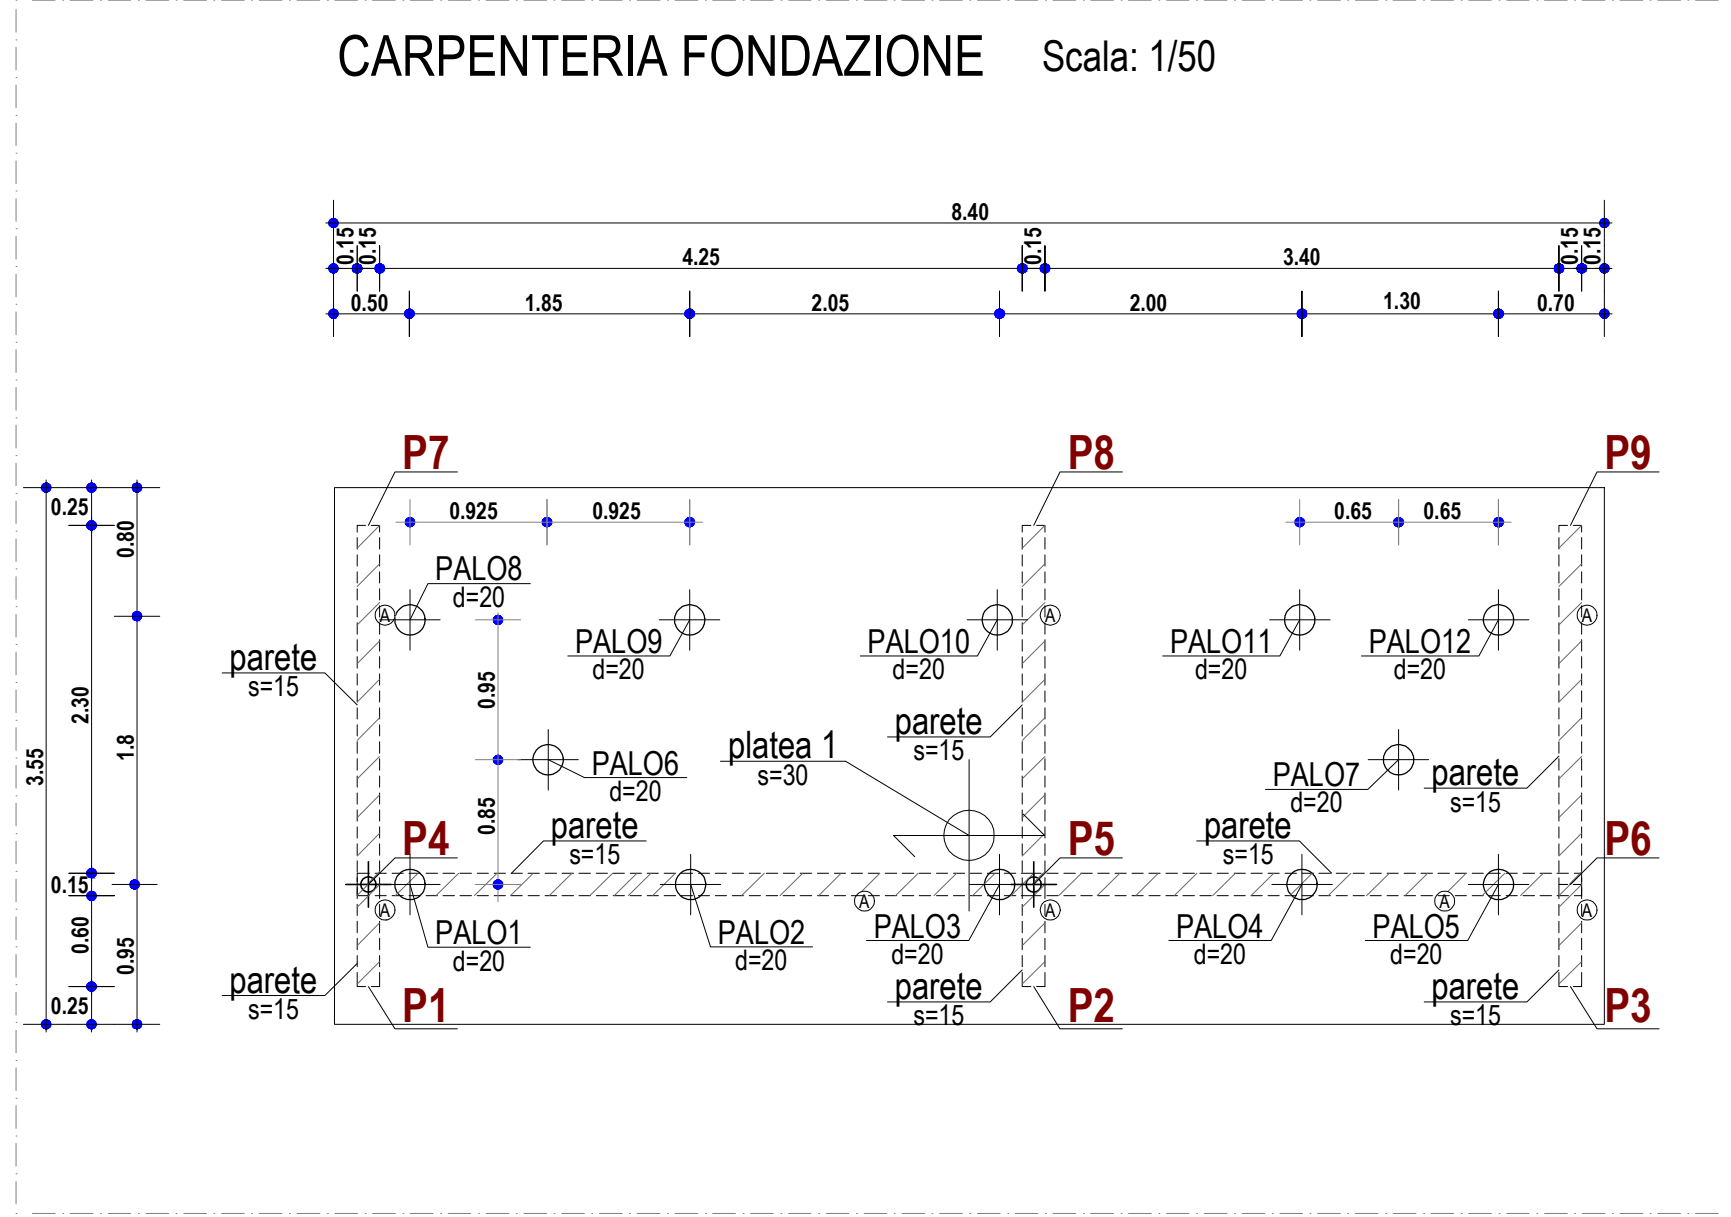 CARPENTERIA FONDAZIONE Scala: 1/50
8.40
0.15 0.15 4.25 0.15 3.40 0.15 0.15
0.50 1.85 2.05 2.00 1.30 0.70
P7 P8 P9
0.25 0.80 2.30 1.8 3.55 0.15 0.60 0.95 0.25
0.925 0.925 0.65 0.65
PALO8
d=20
A A A
PALO9 PALO10 PALO11 PALO12
d=20 d=20 d=20 d=20
parete
s=15
0.95
parete
s=15
platea 1
s=30
PALO6
d=20
PALO7
d=20
parete
s=15
0.85
P4 parete P5 parete P6
s=15 s=15
A A A A A
PALO1 PALO2 PALO3 PALO4 PALO5
d=20 d=20 d=20 d=20 d=20
parete parete parete
s=15 s=15 s=15
P1 P2 P3